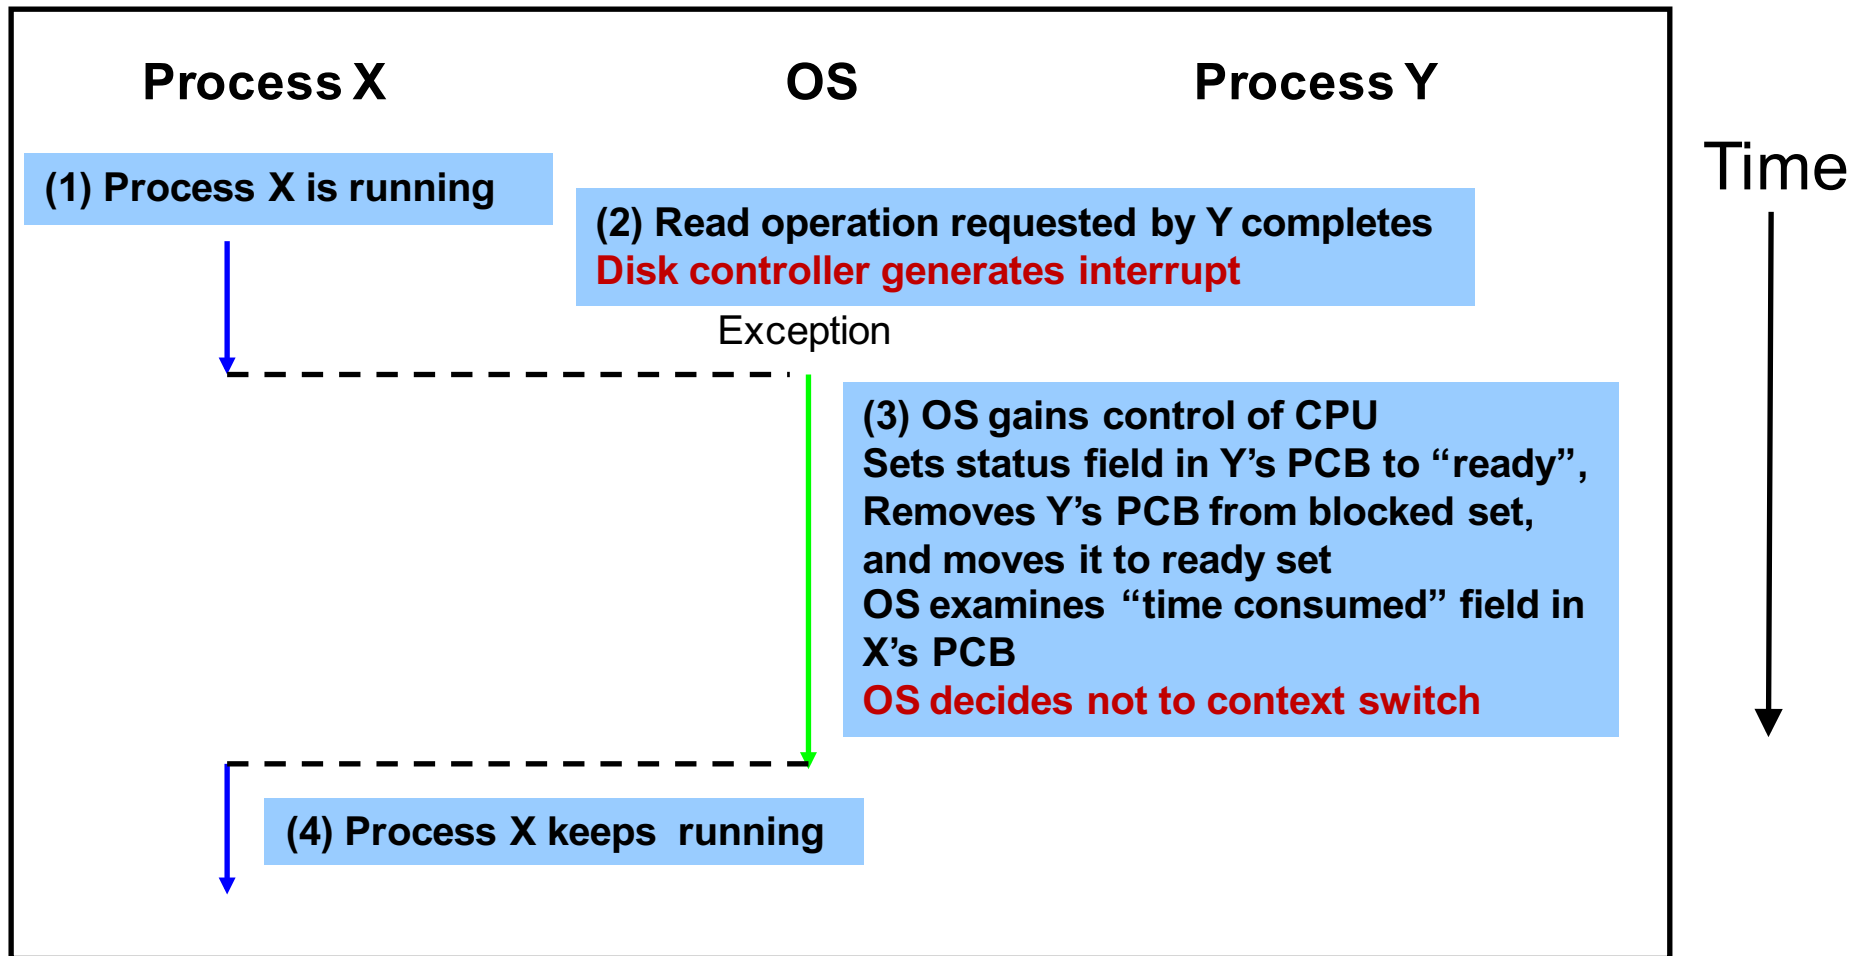 Process X
OS
Process Y
Time
(1) Process X is running
(2) Read operation requested by Y completes
Disk controller generates interrupt
Exception
(3) OS gains control of CPU
Sets status field in Y’s PCB to “ready”,
Removes Y’s PCB from blocked set,
and moves it to ready set
OS examines “time consumed” field in
X’s PCB
OS decides not to context switch
(4) Process X keeps running